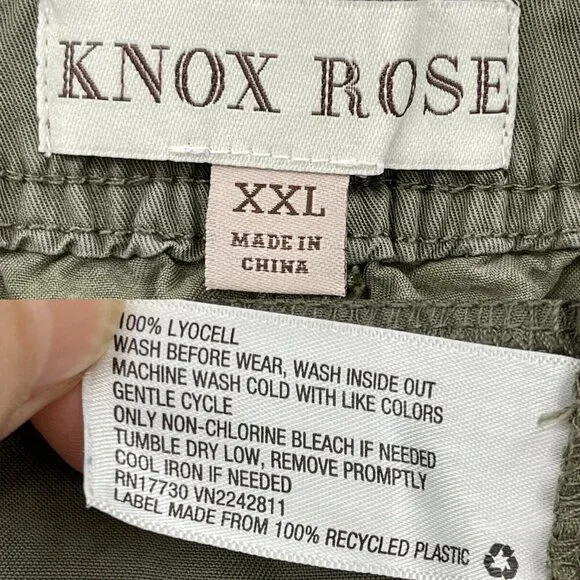 KNOX ROSE
XXL
MADE IN
CHINA
100% LYOCELL
WASH BEFORE WEAR, WASH INSIDE OUT
MACHINE WASH COLD WITH LIKE COLORS
GENTLE CYCLE
ONLY NON-CHLORINE BLEACH IF NEEDED
TUMBLE DRY LOW, REMOVE PROMPTLY
COOL IRON IF NEEDED
RN17730 VN2242811
LABEL MADE FROM 100% RECYCLED PLASTIC